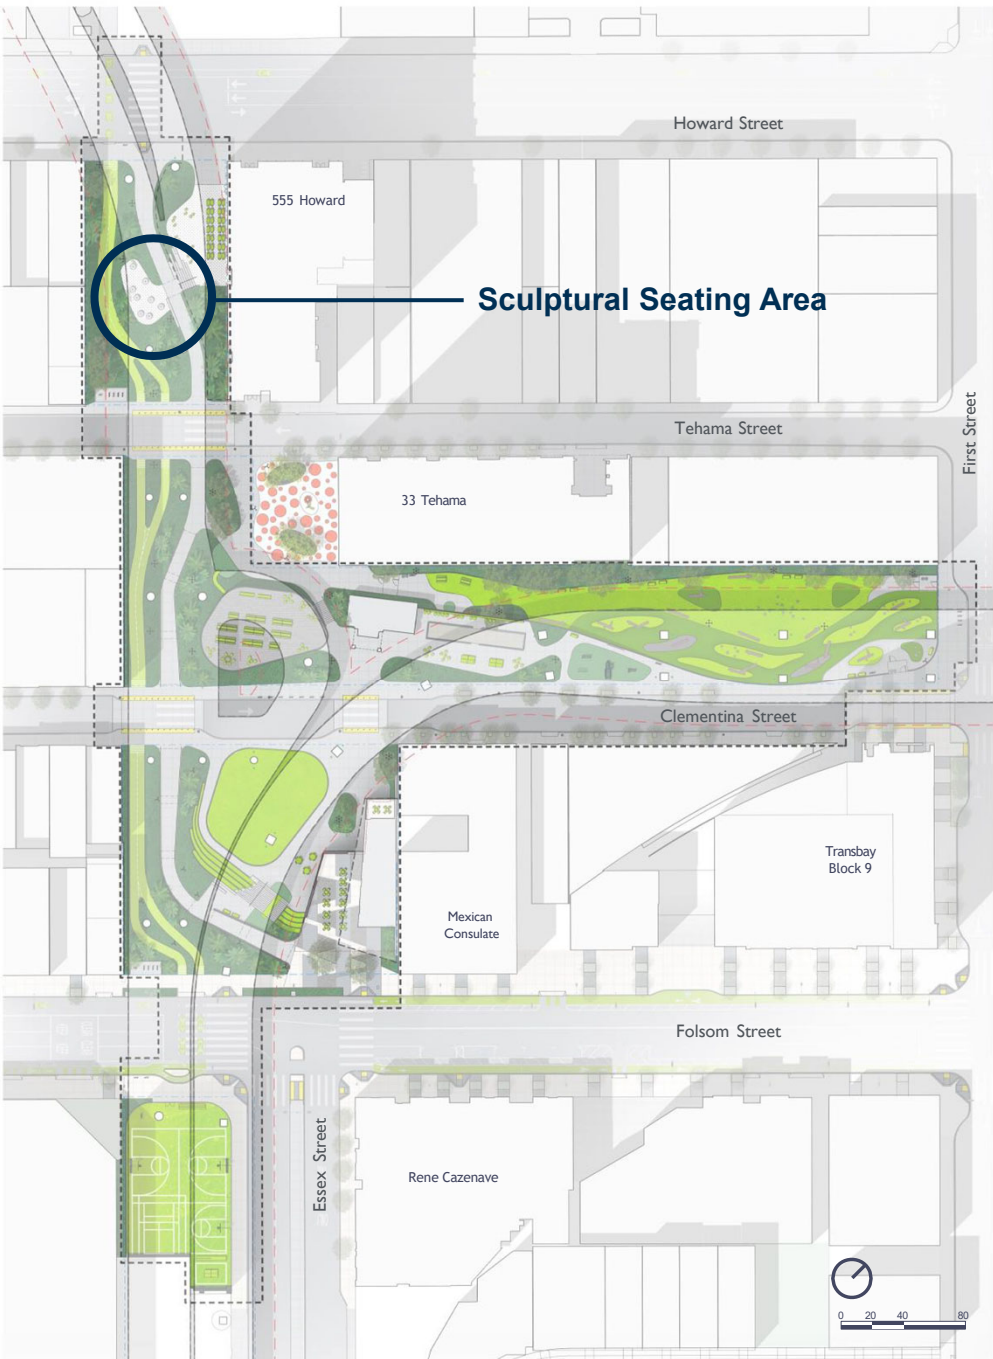 Howard Street
555 Howard
Sculptural Seating Area
First Street
Tehama Street
33 Tehama
Clementina Street
Transbay
Block 9
Mexican
Consulate
Folsom Street
Essex Street
Rene Cazenave
0 20 40 80